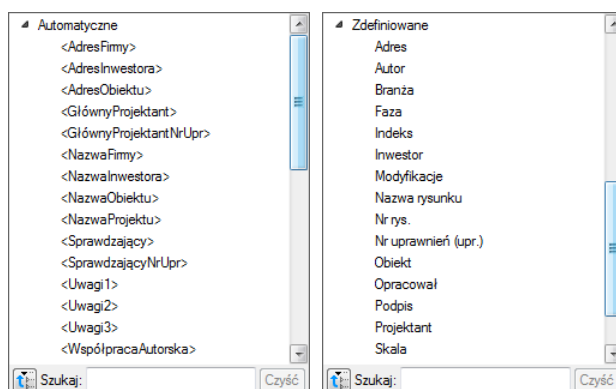 Automatyczne
<AdresFirmy>
<AdresInwestora>
<AdresObiektu>
<GłównyProjektant>
<GłównyProjektantNrUpr>
<NazwaFirmy>
<NazwaInwestora>
<NazwaObiektu>
<NazwaProjektu>
<Sprawdzający>
<SprawdzającyNrUpr>
<Uwagi1>
<Uwagi2>
<Uwagi3>
<WspółpracaAutorska>
Szukaj:
Czyść
Zdefiniowane
Adres
Autor
Branża
Faza
Indeks
Inwestor
Modyfikacje
Nazwa rysunku
Nr rys.
Nr uprawnień (upr.)
Obiekt
Opracował
Podpis
Projektant
Skala
Szukaj:
Czyść